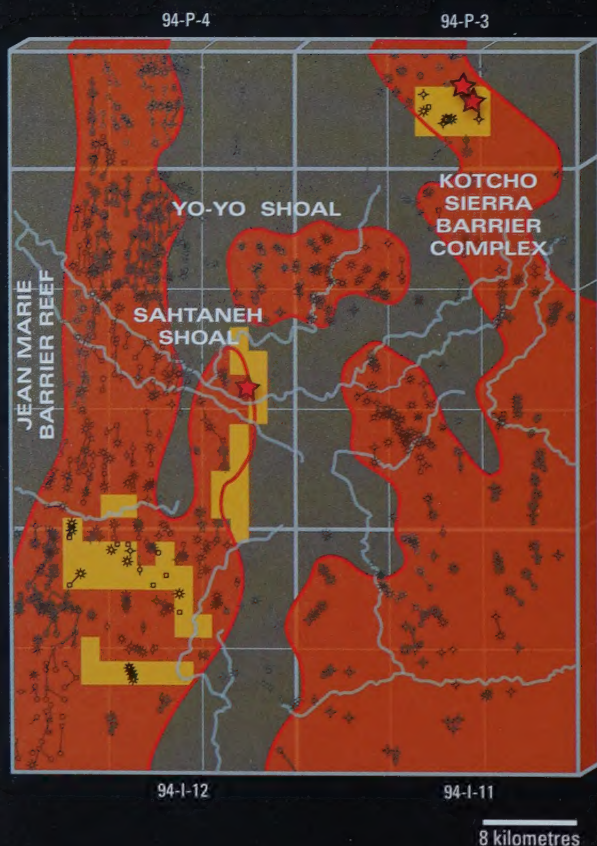 94-P-4
94-P-3
KOTCHO
SIERRA
BARRIER
COMPLEX
YO-YO SHOAL
SAHTANEH
SHOAL
JEAN MARIE
BARRIER REEF
94-I-12
94-I-11
8 kilometres